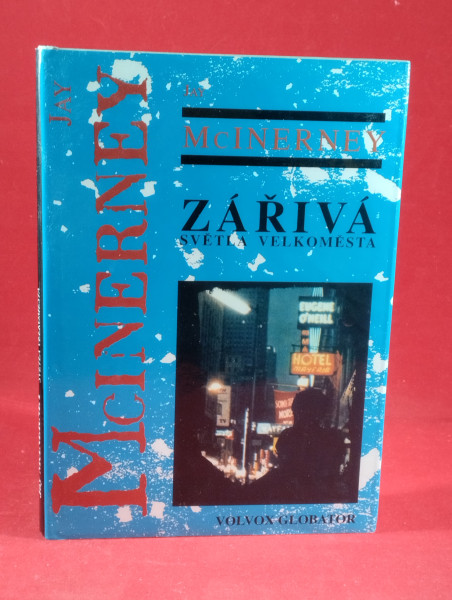 JAY
MCINERNEY
JAY
MCINERNEY
ZÁŘIVÁ
SVĚTLA VELKOMĚSTA
EUGENE
O'NEILL
HOTEL
VOLVOX GLOBATOR